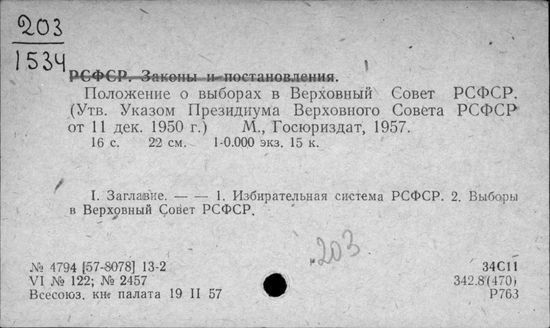 203
1534
РСФСР. Законы и постановления.
Положение о выборах в Верховный Совет РСФСР.
(Утв. Указом Президиума Верховного Совета РСФСР
от 11 дек. 1950 г.) М., Госюриздат, 1957.
16 с. 22 см. 1-0.000 экз. 15 к.
I. Заглавие. — — 1. Избирательная система РСФСР. 2. Выборы
в Верховный Совет РСФСР.
203
№ 4794 [57-8078] 13-2 34С11
VI № 122; № 2457 342.8(470)
Всесоюз. кн. палата 19 II 57 Р763